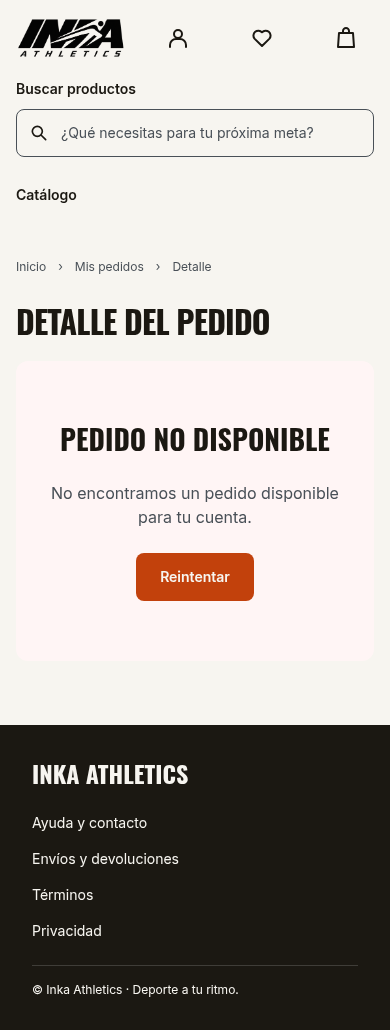 INKA
ATHLETICS
Buscar productos
¿Qué necesitas para tu próxima meta?
Catálogo
Inicio › Mis pedidos › Detalle
DETALLE DEL PEDIDO
PEDIDO NO DISPONIBLE
No encontramos un pedido disponible
para tu cuenta.
Reintentar
INKA ATHLETICS
Ayuda y contacto
Envíos y devoluciones
Términos
Privacidad
© Inka Athletics · Deporte a tu ritmo.